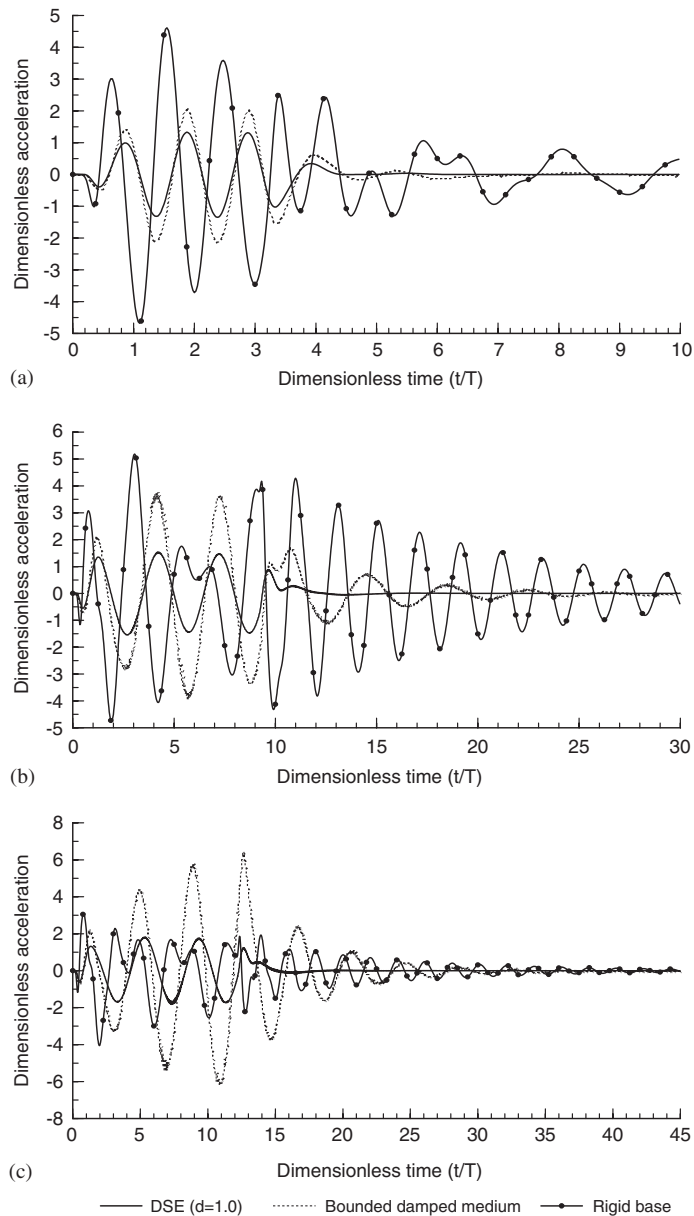 5
4
3
2
1
0
-1
-2
-3
-4
-5
Dimensionless acceleration
0 1 2 3 4 5 6 7 8 9 10
Dimensionless time (t/T)
(a)
6
5
4
3
2
1
0
-1
-2
-3
-4
-5
Dimensionless acceleration
0 5 10 15 20 25 30
Dimensionless time (t/T)
(b)
8
6
4
2
0
-2
-4
-6
-8
Dimensionless acceleration
0 5 10 15 20 25 30 35 40 45
Dimensionless time (t/T)
(c)
DSE (d=1.0) Bounded damped medium Rigid base